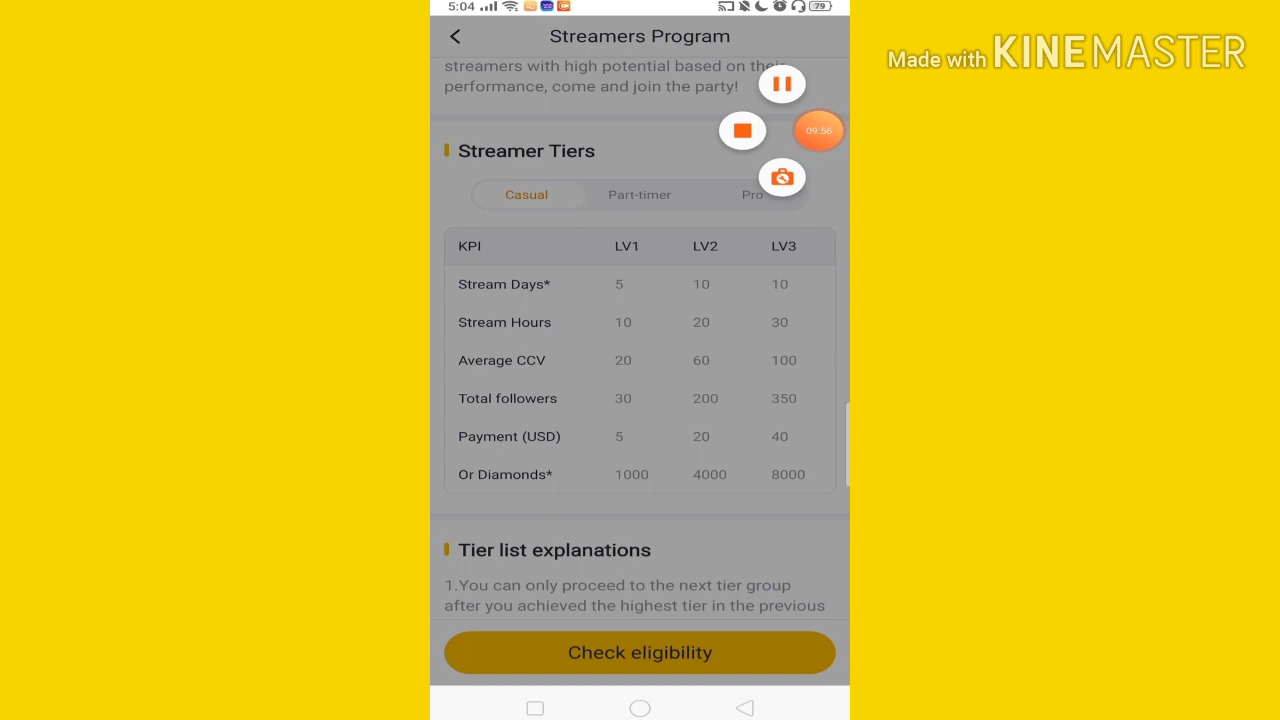 5:04
79
Streamers Program
Made with KINEMASTER
streamers with high potential based on their
performance, come and join the party!
09:56
Streamer Tiers
Casual Part-timer Pro
KPI LV1 LV2 LV3
Stream Days* 5 10 10
Stream Hours 10 20 30
Average CCV 20 60 100
Total followers 30 200 350
Payment (USD) 5 20 40
Or Diamonds* 1000 4000 8000
Tier list explanations
1.You can only proceed to the next tier group
after you achieved the highest tier in the previous
Check eligibility